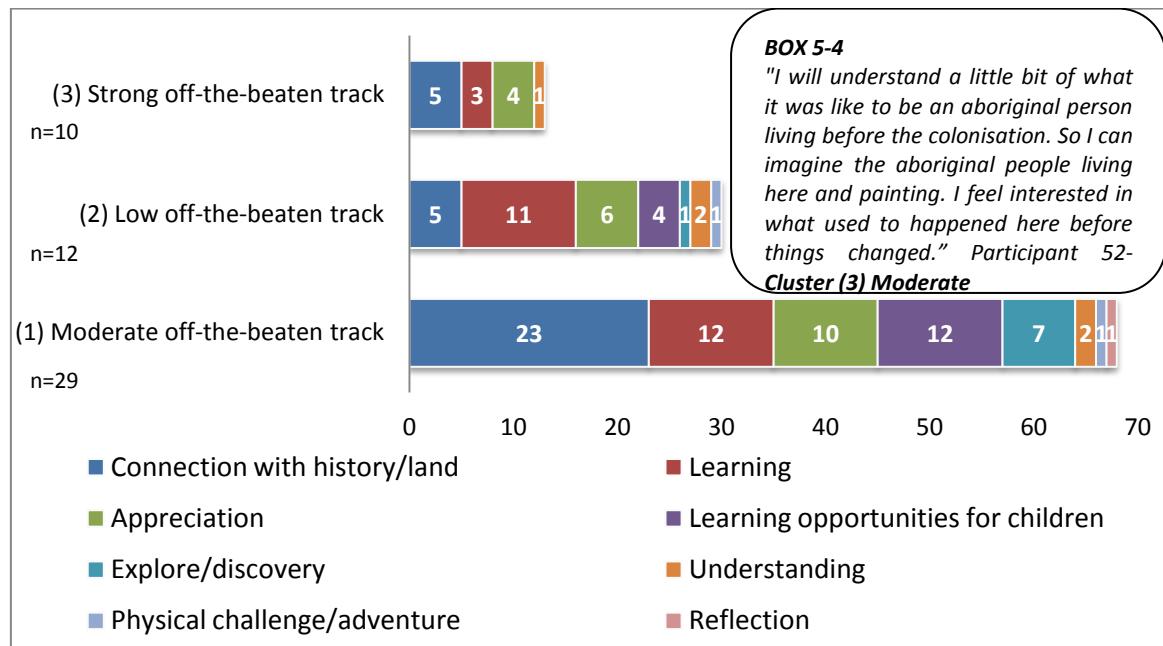 BOX 5-4
"I will understand a little bit of what
it was like to be an aboriginal person
living before the colonisation. So I can
imagine the aboriginal people living
here and painting. I feel interested in
what used to happened here before
things changed.” Participant 52-
Cluster (3) Moderate
(3) Strong off-the-beaten track
n=10
5 3 4 1
(2) Low off-the-beaten track
n=12
5 11 6 4 1 2 1
(1) Moderate off-the-beaten track
n=29
23 12 10 12 7 2 1 1
0 10 20 30 40 50 60 70
Connection with history/land
Learning
Appreciation
Learning opportunities for children
Explore/discovery
Understanding
Physical challenge/adventure
Reflection